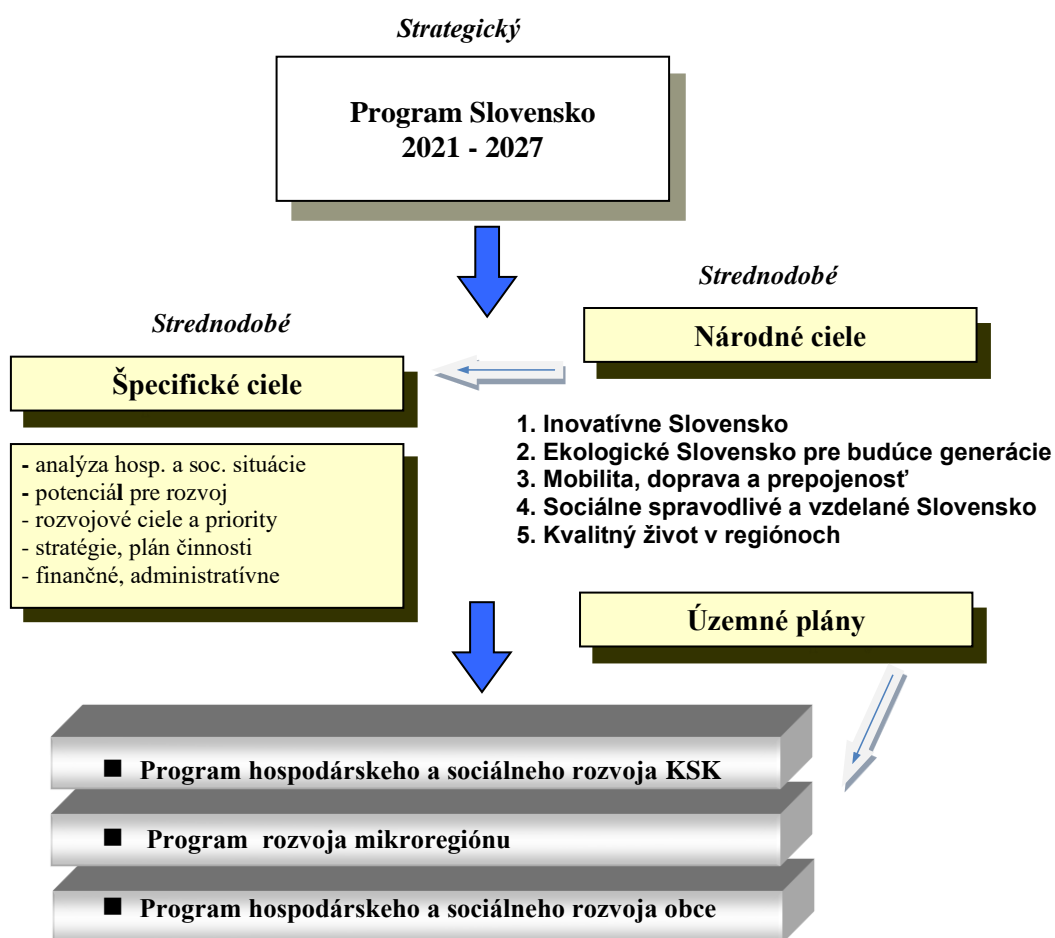 Strategický
Program Slovensko
2021 - 2027
Strednodobé
Národné ciele
Strednodobé
Špecifické ciele
1. Inovatívne Slovensko
2. Ekologické Slovensko pre budúce generácie
3. Mobilita, doprava a prepojenosť
4. Sociálne spravodlivé a vzdelané Slovensko
5. Kvalitný život v regiónoch
- analýza hosp. a soc. situácie
- potenciál pre rozvoj
- rozvojové ciele a priority
- stratégie, plán činnosti
- finančné, administratívne
Územné plány
■ Program hospodárskeho a sociálneho rozvoja KSK
■ Program rozvoja mikroregiónu
■ Program hospodárskeho a sociálneho rozvoja obce